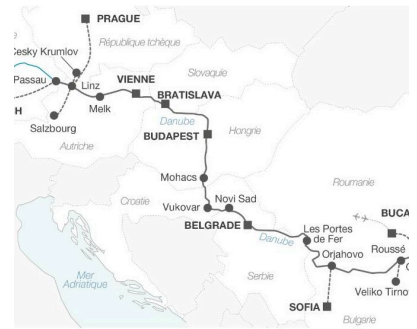 PRAGUE
République tchèque
Cesky Krumlov
Passau
Linz
Melk
VIENNE
BRATISLAVA
Slovaquie
H
Salzbourg
Autriche
Danube
BUDAPEST
Hongrie
Mohacs
Roumanie
Croatie
Vukovar
Novi Sad
BELGRADE
Danube
Les Portes
de Fer
BUCA
Roussé
Orjahovo
Mer
Adriatique
Serbie
SOFIA
Veliko Tirno
Bulgarie